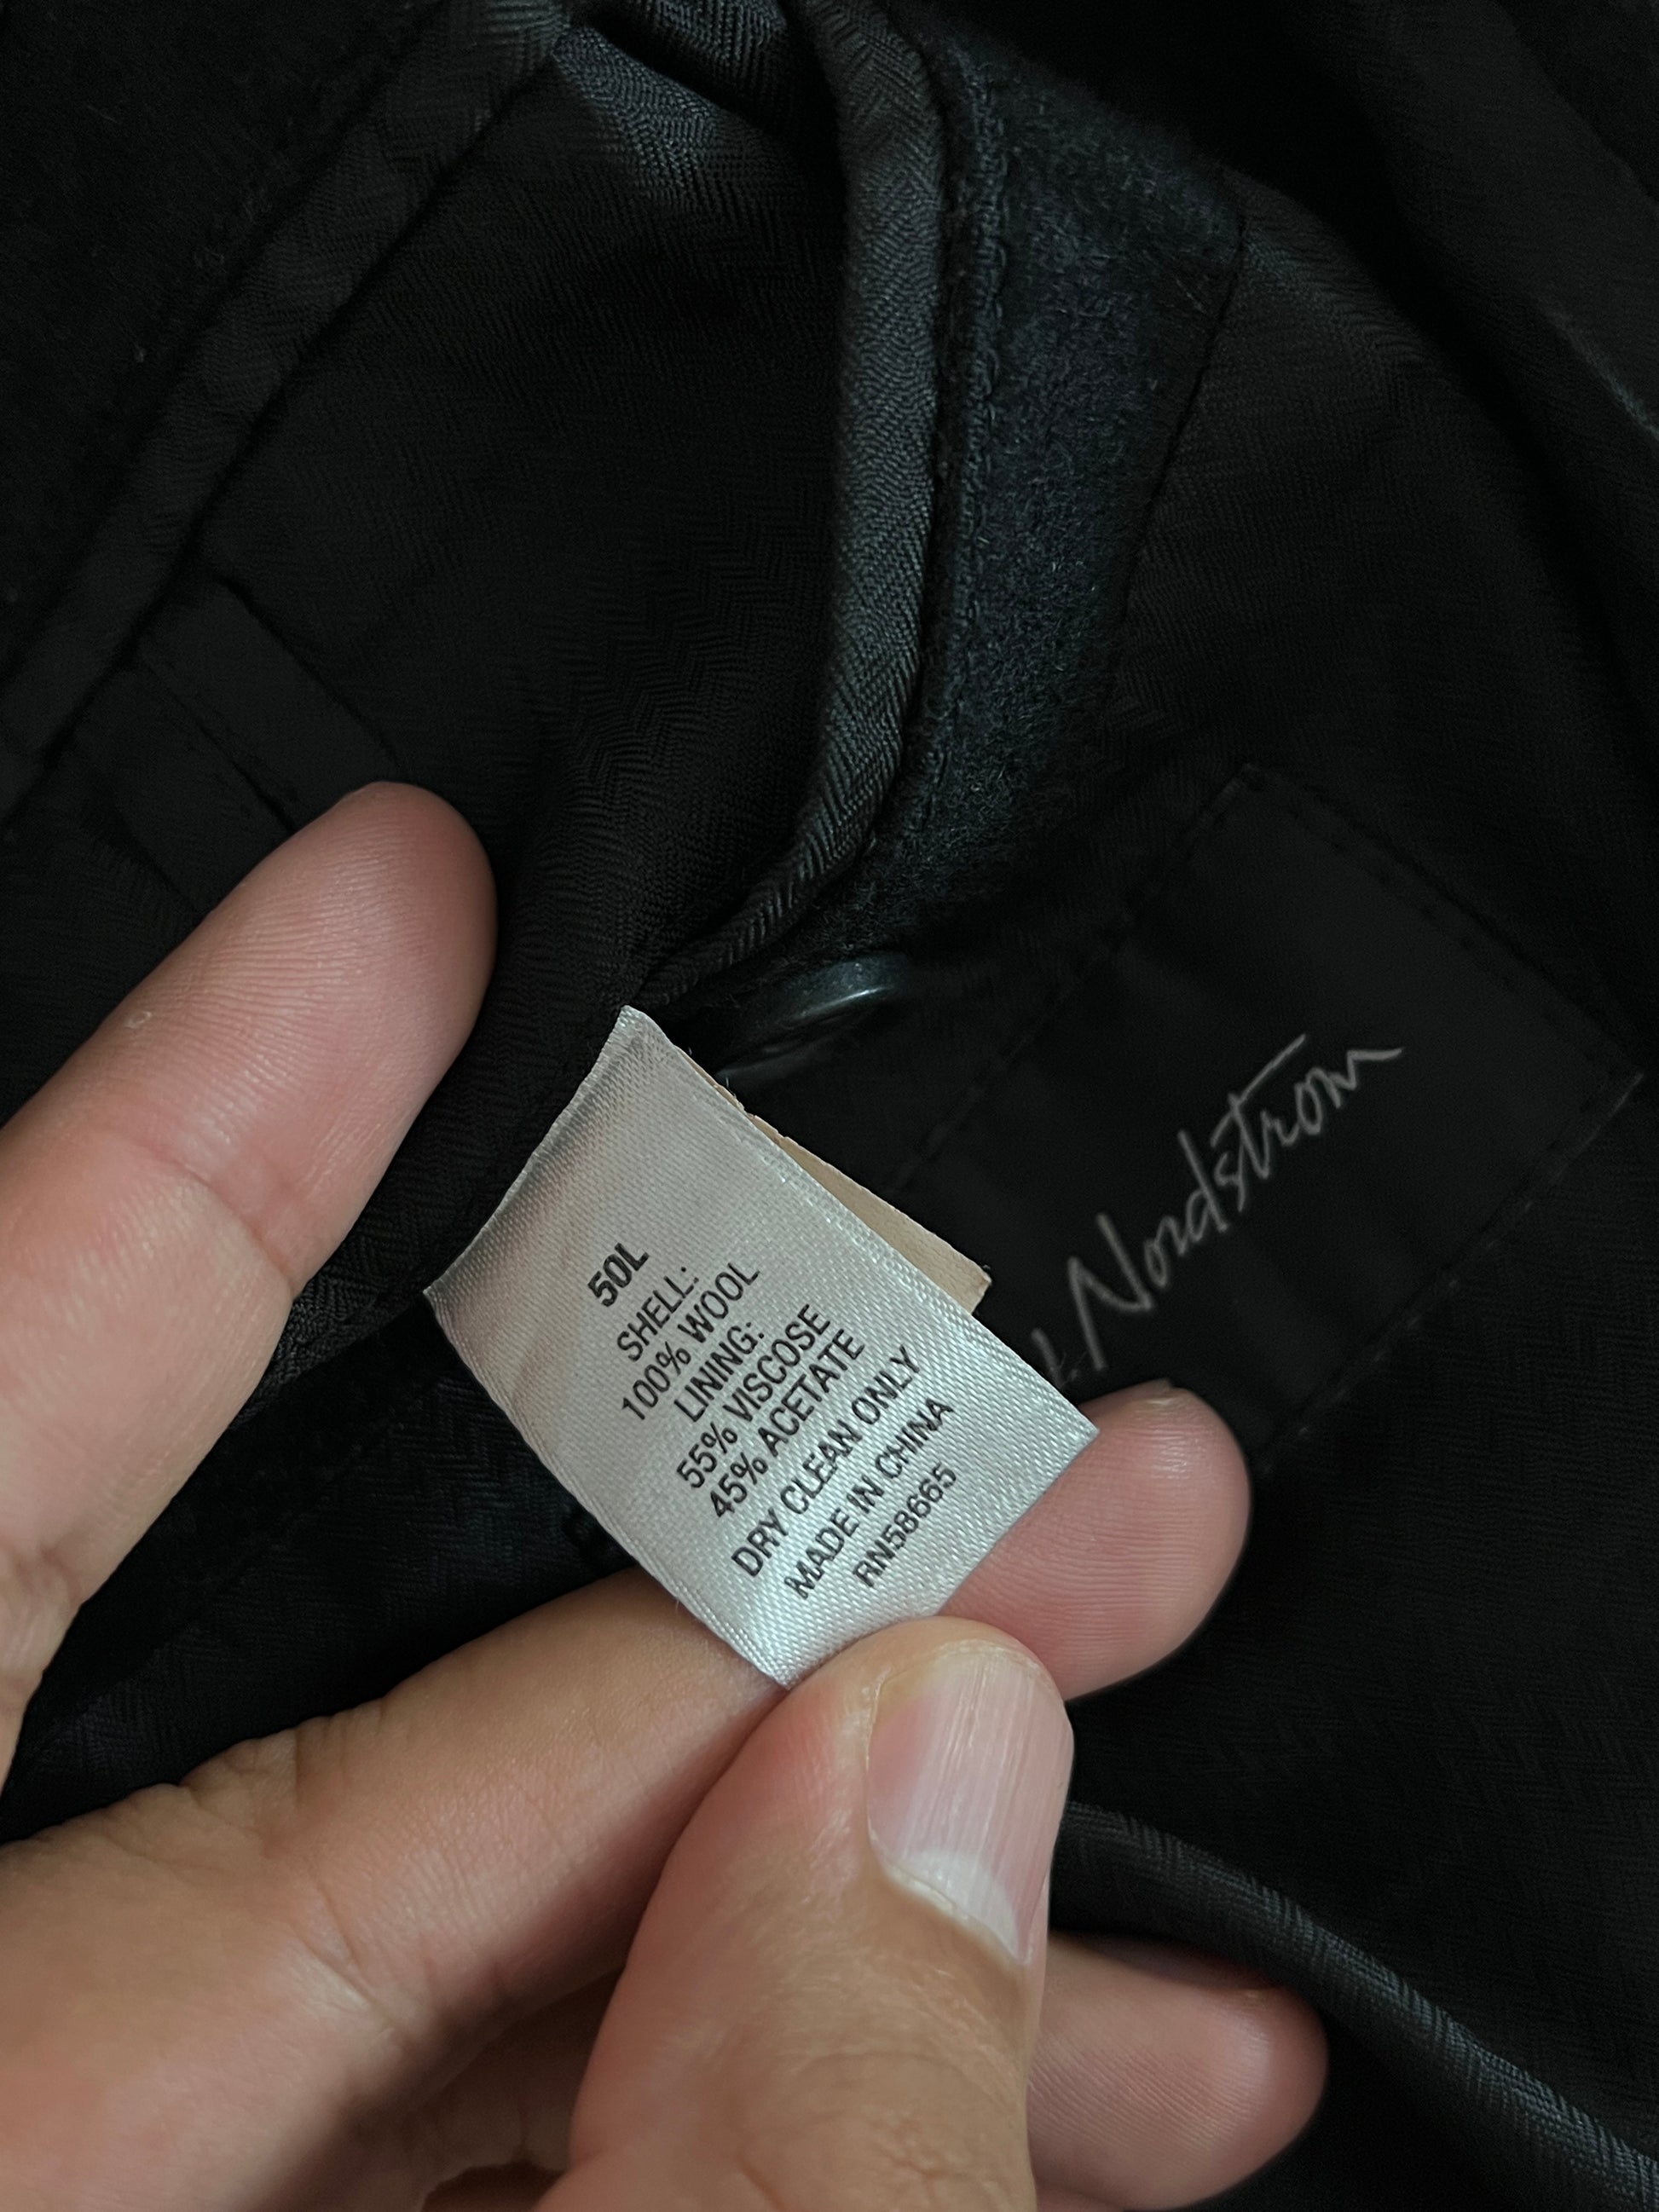 50L
SHELL:
100% WOOL
LINING:
55% VISCOSE
45% ACETATE
DRY CLEAN ONLY
MADE IN CHINA
RN58665
Nordstrom